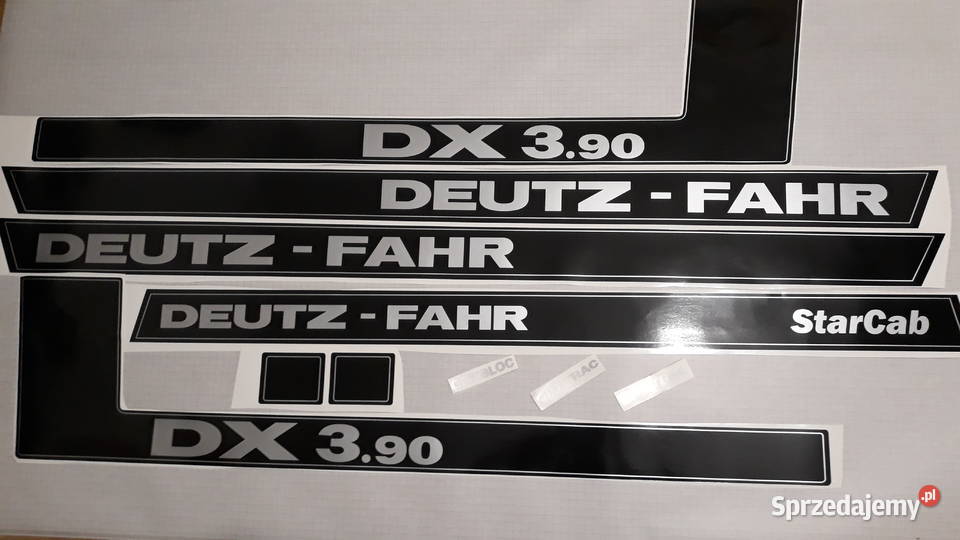 DX 3.90
DEUTZ - FAHR
DEUTZ - FAHR
DEUTZ - FAHR StarCab
DX 3.90
Sprzedajemy.pl